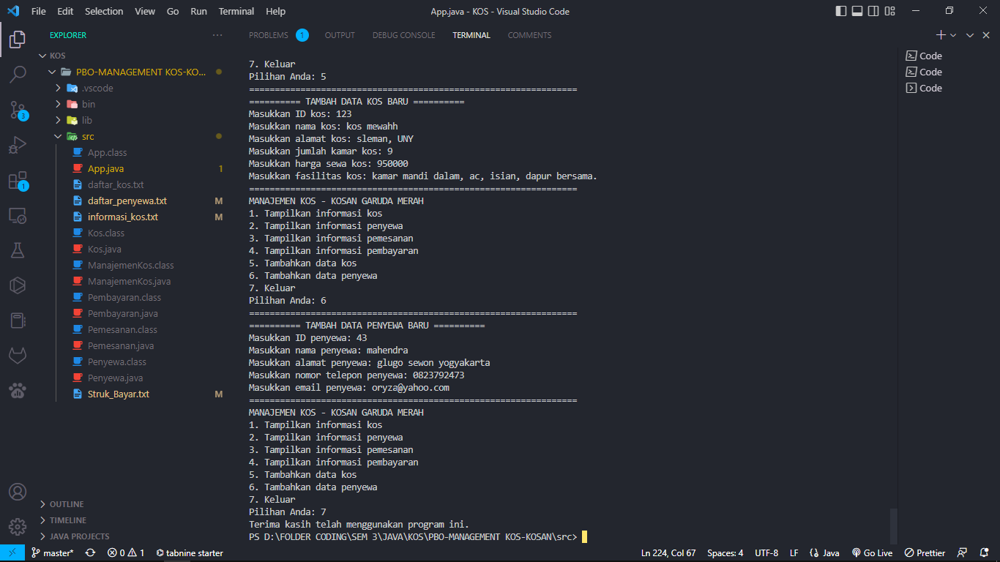 File Edit Selection View Go Run Terminal Help
App.java - KOS - Visual Studio Code
EXPLORER
KOS
PBO-MANAGEMENT KOS-KO...
.vscode
bin
lib
src
App.class
App.java 1
daftar_kos.txt
daftar_penyewa.txt M
informasi_kos.txt M
Kos.class
Kos.java
ManajemenKos.class
ManajemenKos.java
Pembayaran.class
Pembayaran.java
Pemesanan.class
Pemesanan.java
Penyewa.class
Penyewa.java
Struk_Bayar.txt M
OUTLINE
TIMELINE
JAVA PROJECTS
3
1
PROBLEMS 1 OUTPUT DEBUG CONSOLE TERMINAL COMMENTS
7. Keluar
Pilihan Anda: 5
================================================================
========== TAMBAH DATA KOS BARU ==========
Masukkan ID kos: 123
Masukkan nama kos: kos mewahh
Masukkan alamat kos: sleman, UNY
Masukkan jumlah kamar kos: 9
Masukkan harga sewa kos: 950000
Masukkan fasilitas kos: kamar mandi dalam, ac, isian, dapur bersama.
================================================================
MANAJEMEN KOS - KOSAN GARUDA MERAH
1. Tampilkan informasi kos
2. Tampilkan informasi penyewa
3. Tampilkan informasi pemesanan
4. Tampilkan informasi pembayaran
5. Tambahkan data kos
6. Tambahkan data penyewa
7. Keluar
Pilihan Anda: 6
================================================================
========== TAMBAH DATA PENYEWA BARU ==========
Masukkan ID penyewa: 43
Masukkan nama penyewa: mahendra
Masukkan alamat penyewa: glugo sewon yogyakarta
Masukkan nomor telepon penyewa: 0823792473
Masukkan email penyewa: oryza@yahoo.com
================================================================
MANAJEMEN KOS - KOSAN GARUDA MERAH
1. Tampilkan informasi kos
2. Tampilkan informasi penyewa
3. Tampilkan informasi pemesanan
4. Tampilkan informasi pembayaran
5. Tambahkan data kos
6. Tambahkan data penyewa
7. Keluar
Pilihan Anda: 7
Terima kasih telah menggunakan program ini.
PS D:\FOLDER CODING\SEM 3\JAVA\KOS\PBO-MANAGEMENT KOS-KOSAN\src>
Code
Code
Code
master* 0 1 tabnine starter
Ln 224, Col 67 Spaces: 4 UTF-8 LF {} Java Go Live Prettier